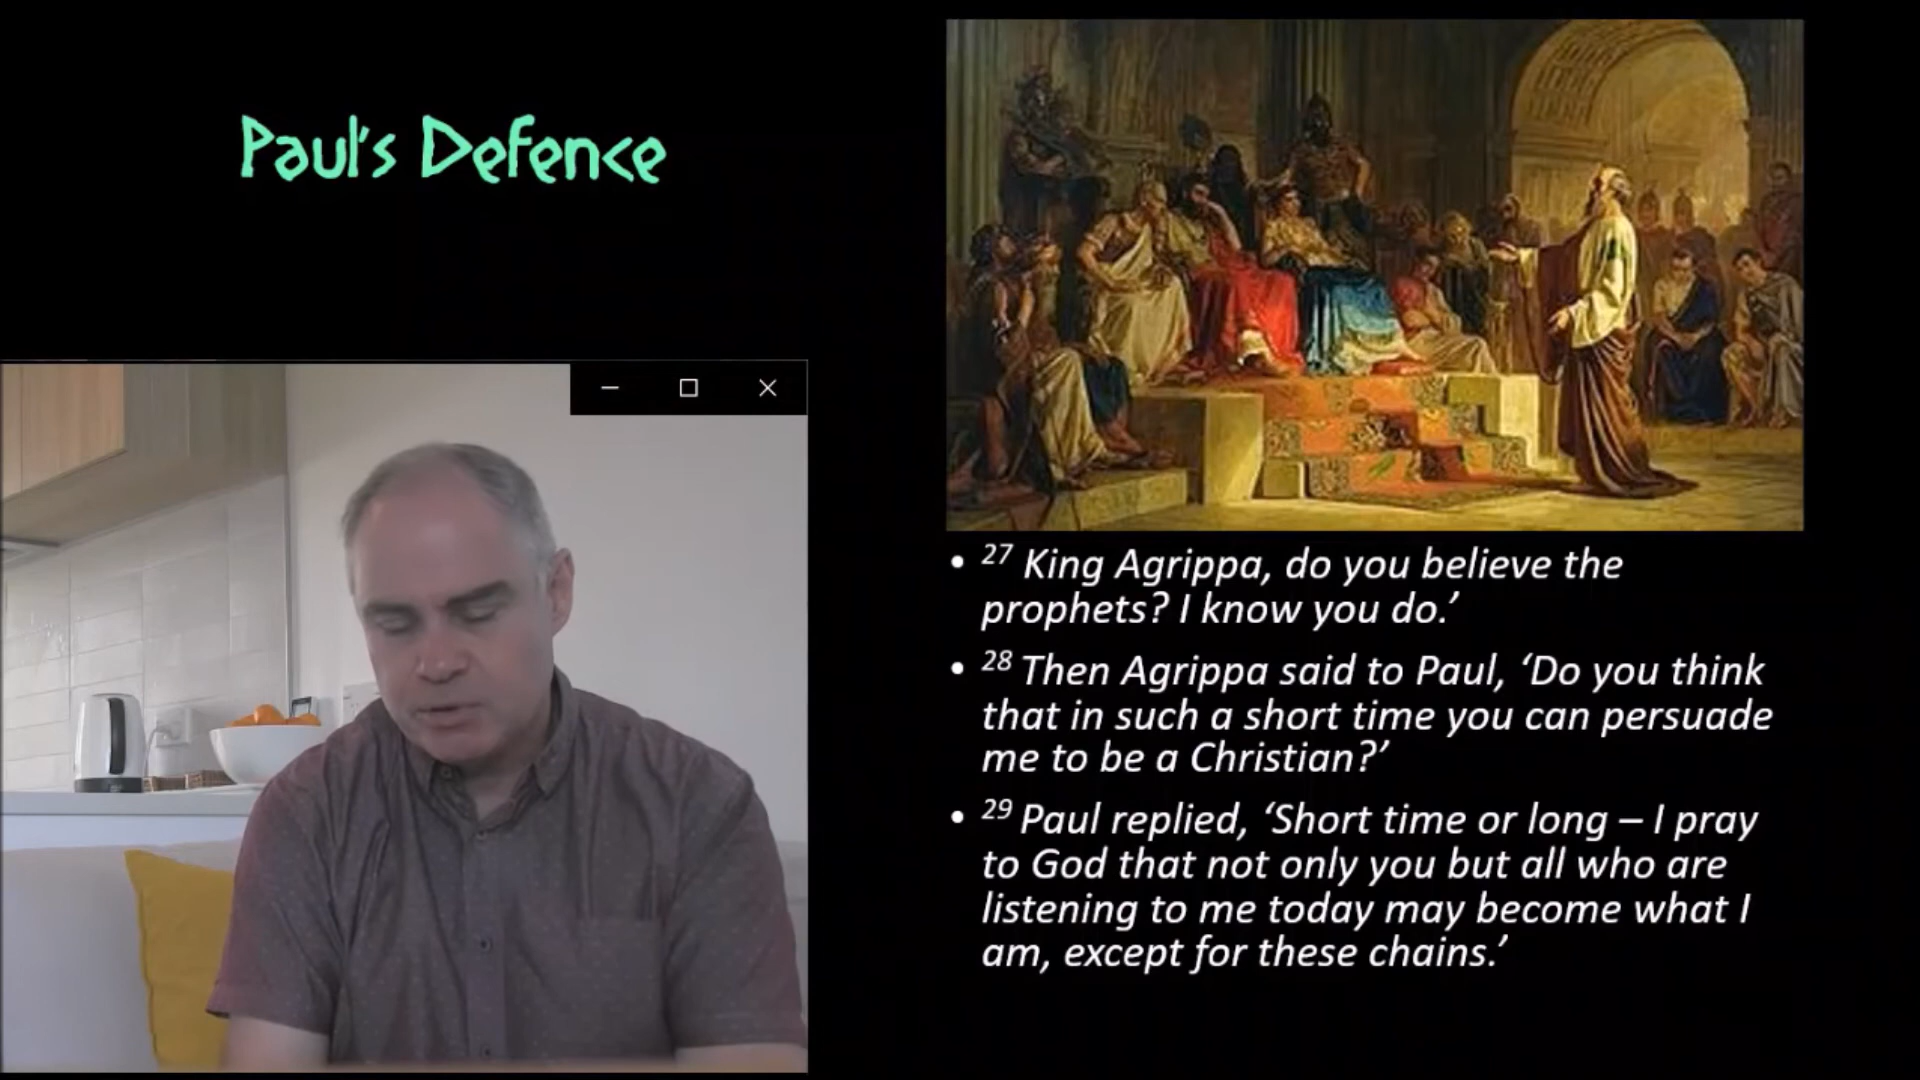 Paul's Defence
• 27 King Agrippa, do you believe the
prophets? I know you do.’
• 28 Then Agrippa said to Paul, ‘Do you think
that in such a short time you can persuade
me to be a Christian?’
• 29 Paul replied, ‘Short time or long – I pray
to God that not only you but all who are
listening to me today may become what I
am, except for these chains.’